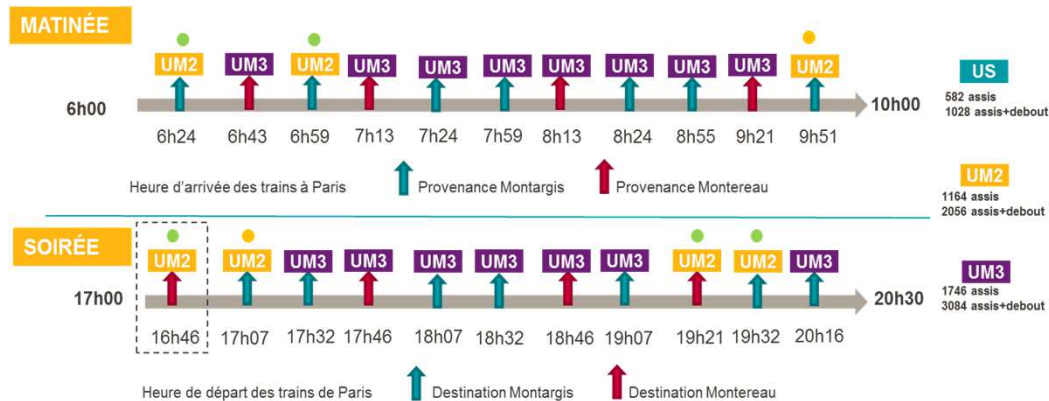 MATINÉE
UM2 UM3 UM2 UM3 UM3 UM3 UM3 UM3 UM3 UM3 UM2
6h00 10h00
6h24 6h43 6h59 7h13 7h24 7h59 8h13 8h24 8h55 9h21 9h51
Heure d'arrivée des trains à Paris Provenance Montargis Provenance Montereau
US
582 assis
1028 assis+debout
UM2
1164 assis
2056 assis+debout
UM3
1746 assis
3084 assis+debout
SOIRÉE
UM2 UM2 UM3 UM3 UM3 UM3 UM3 UM3 UM2 UM2 UM3
17h00 20h30
16h46 17h07 17h32 17h46 18h07 18h32 18h46 19h07 19h21 19h32 20h16
Heure de départ des trains de Paris Destination Montargis Destination Montereau